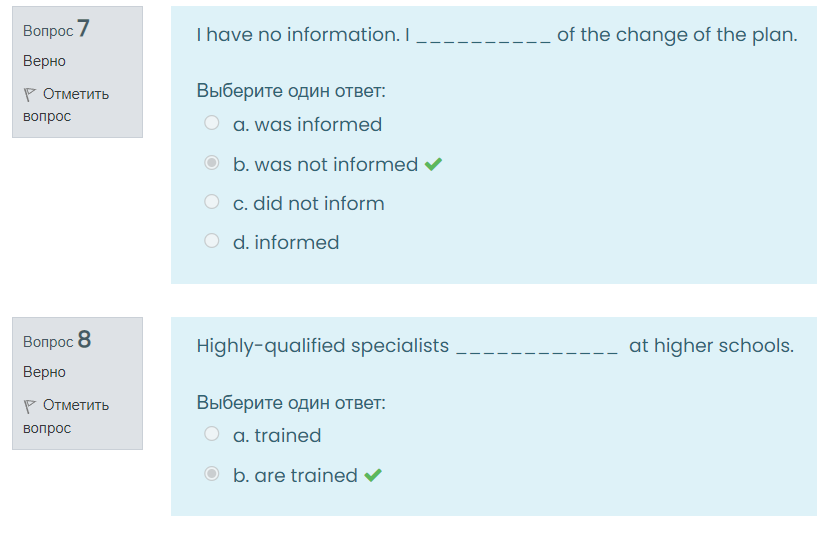 Вопрос 7
Верно
Отметить
вопрос
I have no information. I __________ of the change of the plan.
Выберите один ответ:
a. was informed
b. was not informed
c. did not inform
d. informed
Вопрос 8
Верно
Отметить
вопрос
Highly-qualified specialists ____________ at higher schools.
Выберите один ответ:
a. trained
b. are trained